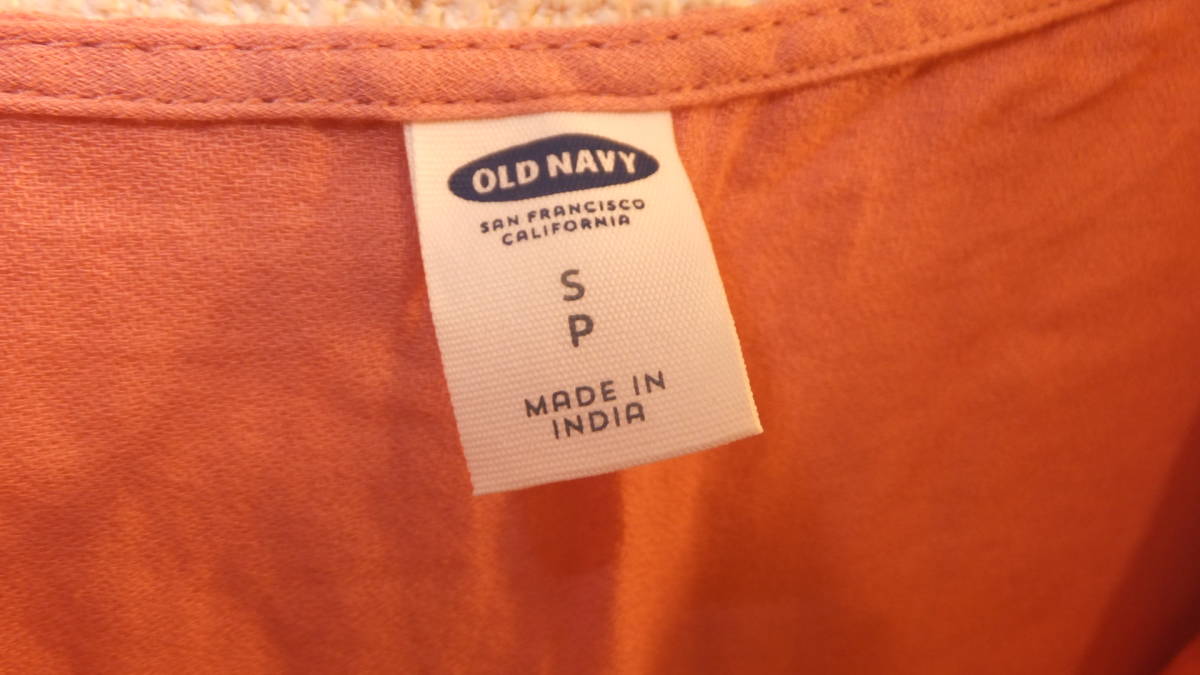 OLD NAVY
SAN FRANCISCO
CALIFORNIA
S
P
MADE IN
INDIA